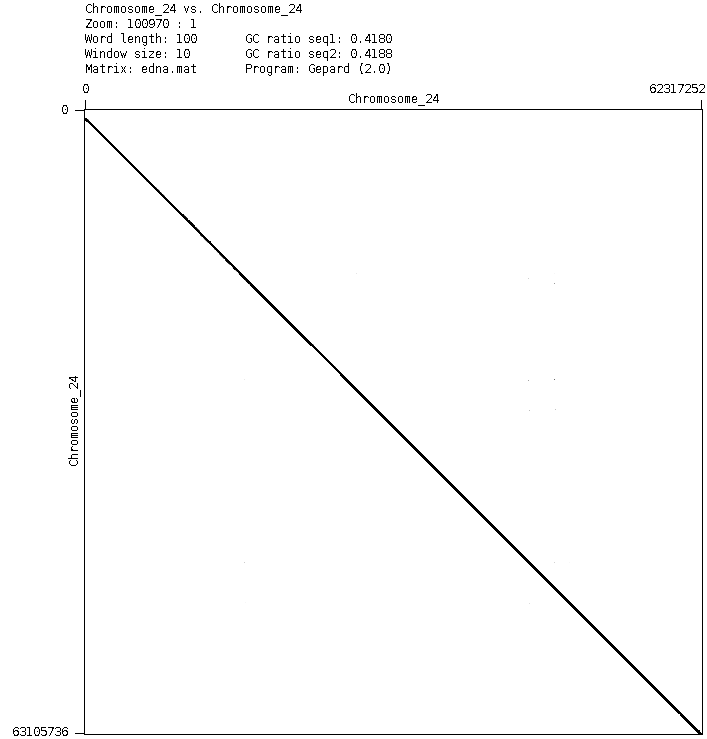 Chromosome_24 vs. Chromosome_24
Zoom: 100970 : 1
Word length: 100 GC ratio seq1: 0.4180
Window size: 10 GC ratio seq2: 0.4188
Matrix: edna.mat Program: Gepard (2.0)
0 62317252
Chromosome_24
0
Chromosome_24
63105736